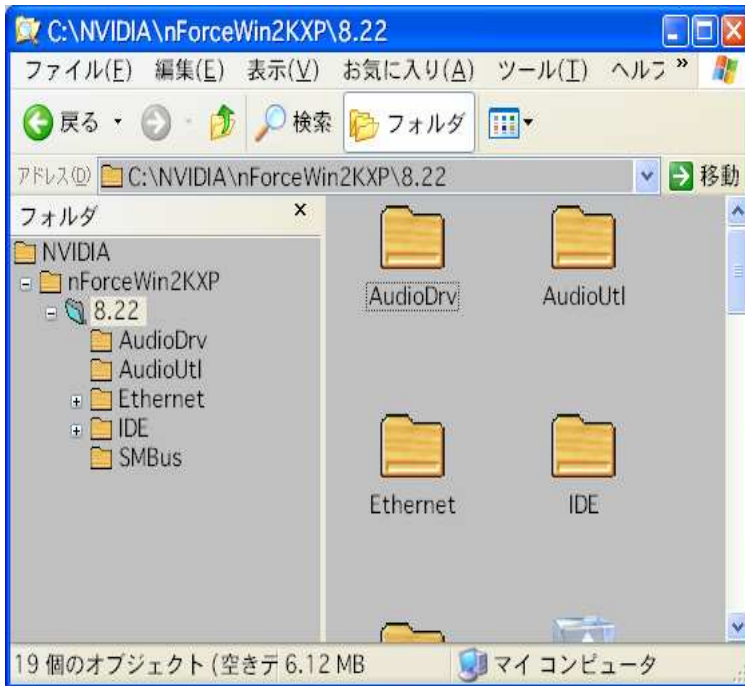 C:\NVIDIA\nForceWin2KXP\8.22
ファイル(F) 編集(E) 表示(V) お気に入り(A) ツール(T) ヘルプ »
戻る 検索 フォルダ
アドレス(D) C:\NVIDIA\nForceWin2KXP\8.22 移動
フォルダ x
NVIDIA
nForceWin2KXP
8.22
AudioDrv
AudioUtl
Ethernet
IDE
SMBus
AudioDrv AudioUtl
Ethernet IDE
19 個のオブジェクト (空きデ 6.12 MB マイ コンピュータ